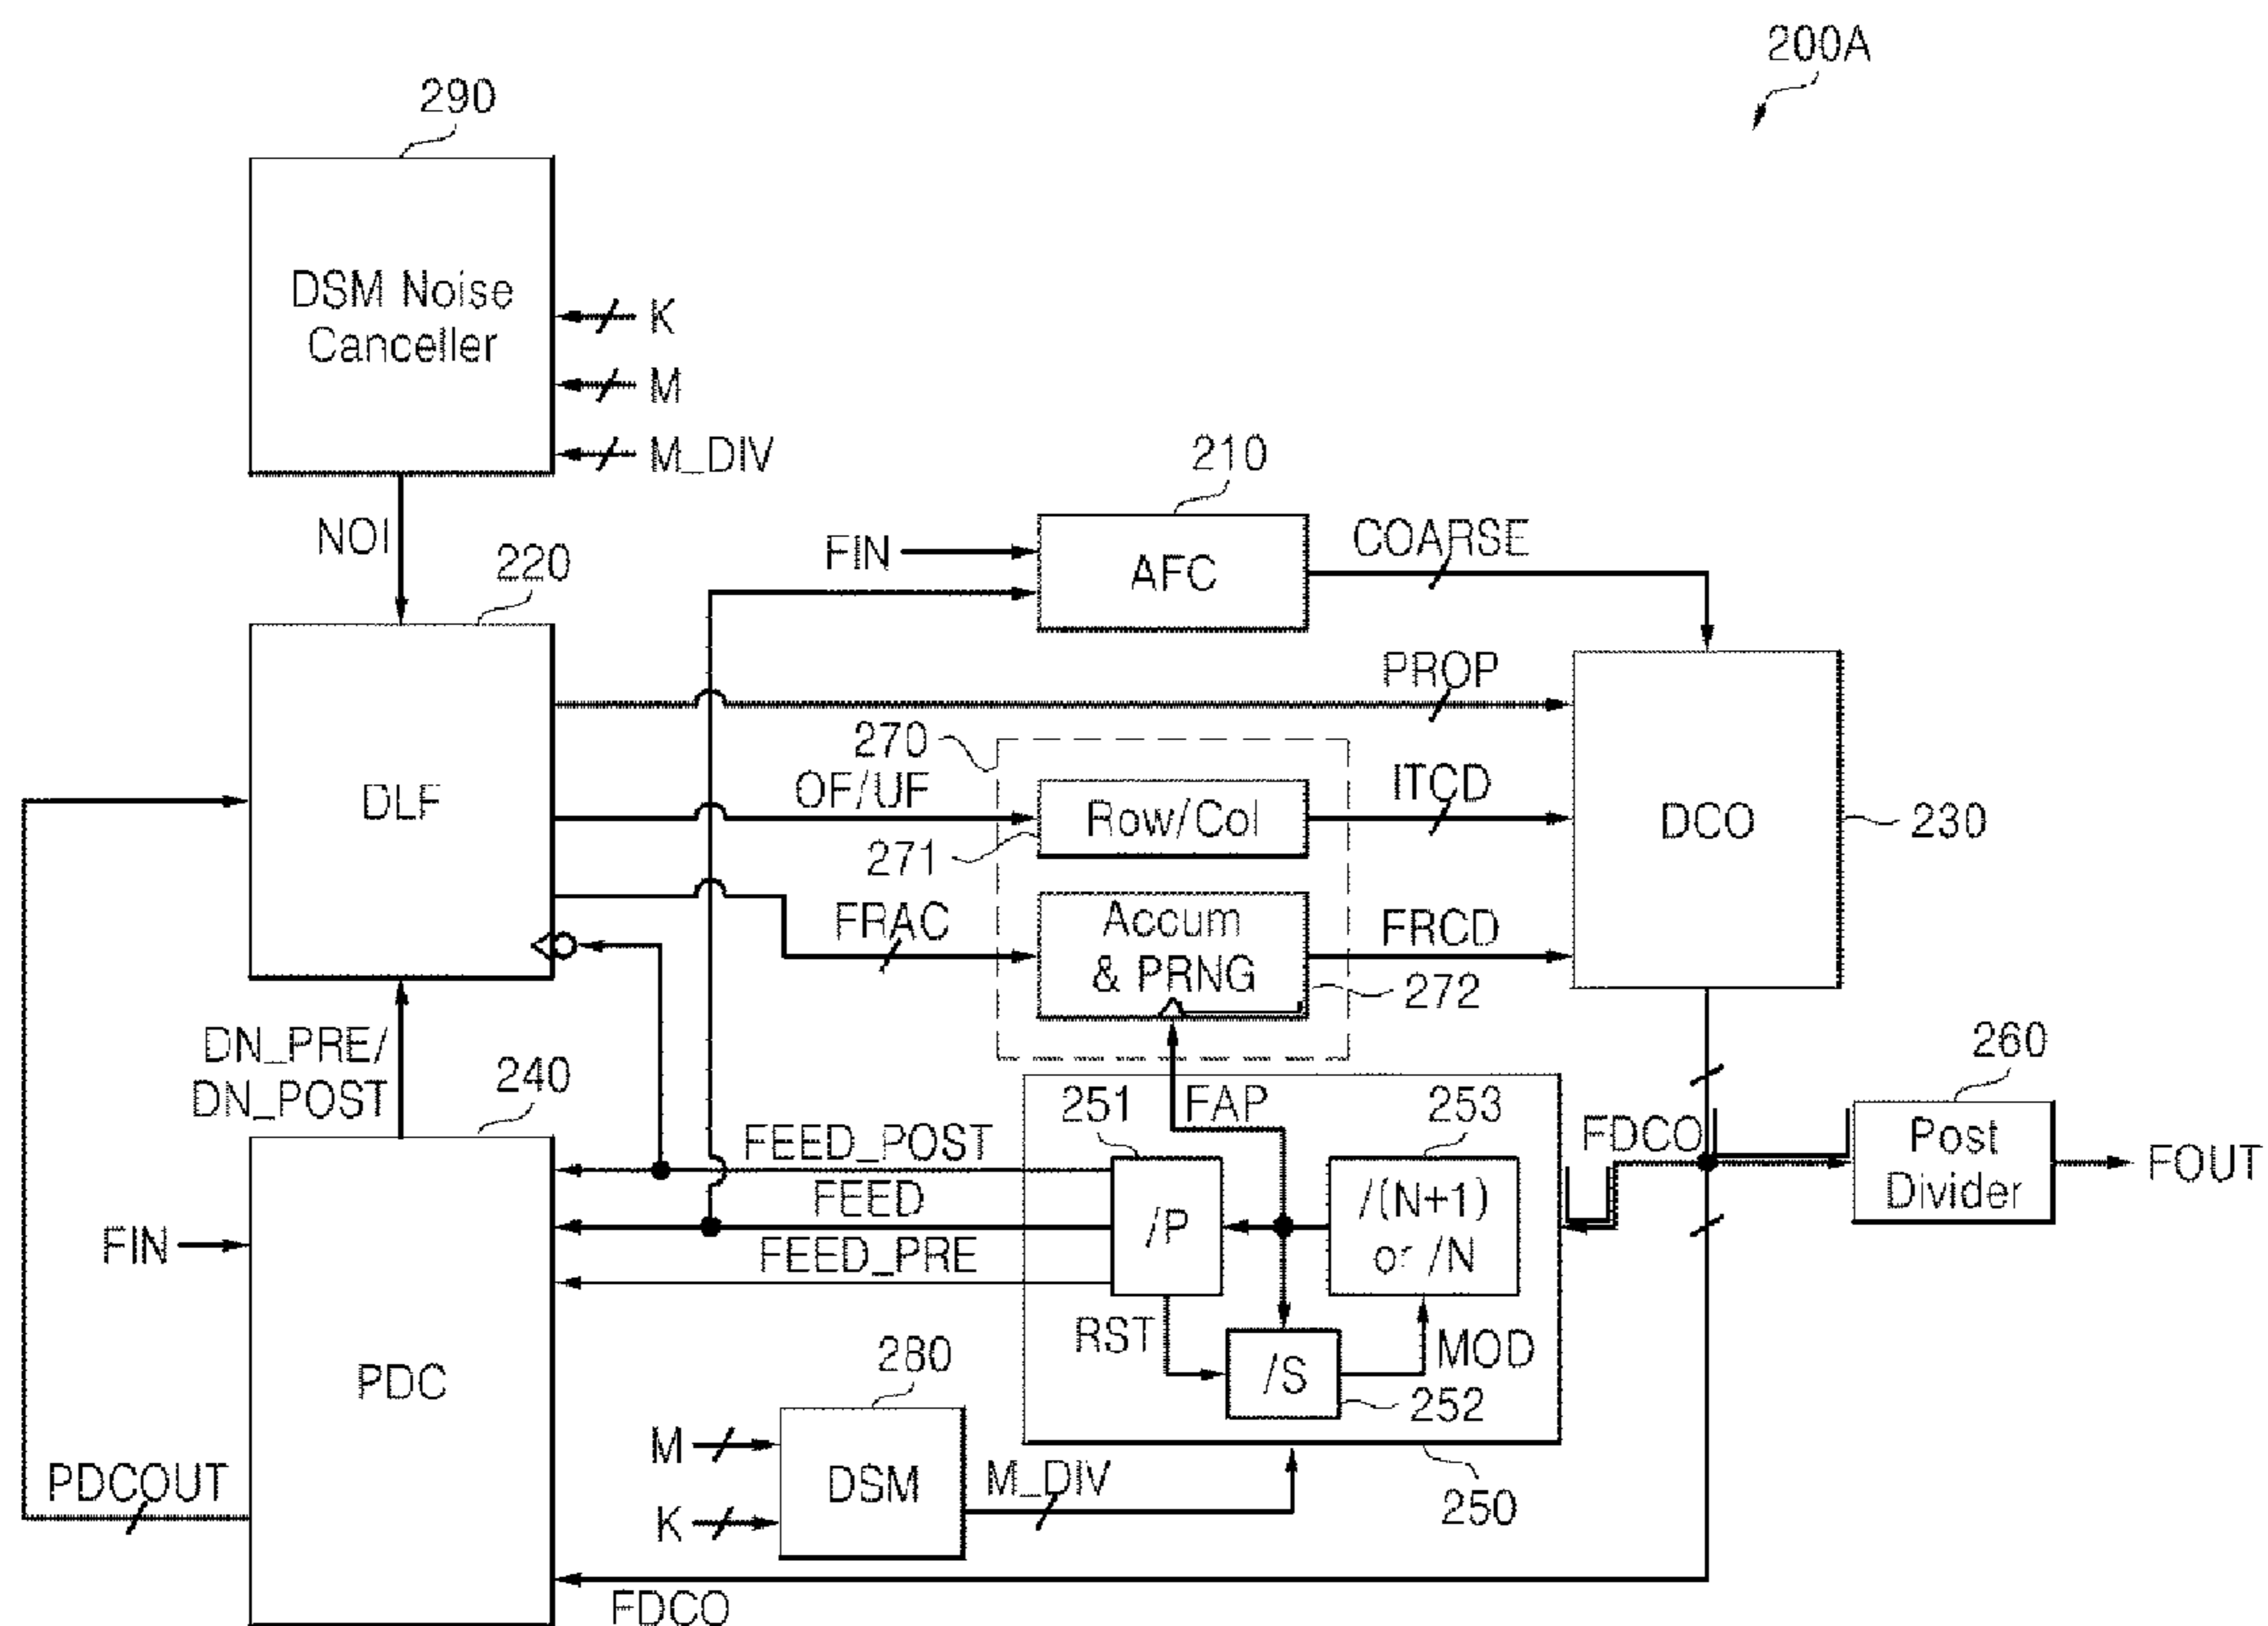 200A
290
DSM Noise
Canceller
K
M
M_DIV
NOI
210
FIN
AFC
COARSE
220
DLF
PROP
270
OF/UF
Row/Col
271
ITCD
DCO
230
FRAC
Accum
& PRNG
FRCD
272
DN_PRE/
DN_POST
240
260
251
FAP
253
FEED_POST
FDCO
Post
Divider
FOUT
FEED
/P
/(N+1)
or /N
FIN
FEED_PRE
RST
MOD
280
/S
252
PDC
M
DSM
M_DIV
250
K
PDCOUT
FDCO